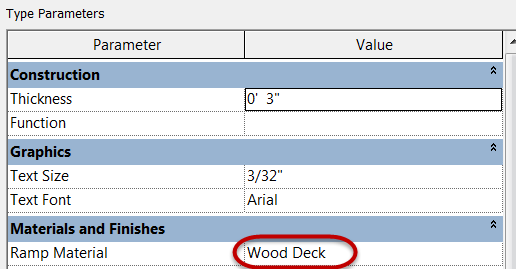 Type Parameters
Parameter Value
Construction
Thickness 0' 3"
Function
Graphics
Text Size 3/32"
Text Font Arial
Materials and Finishes
Ramp Material Wood Deck